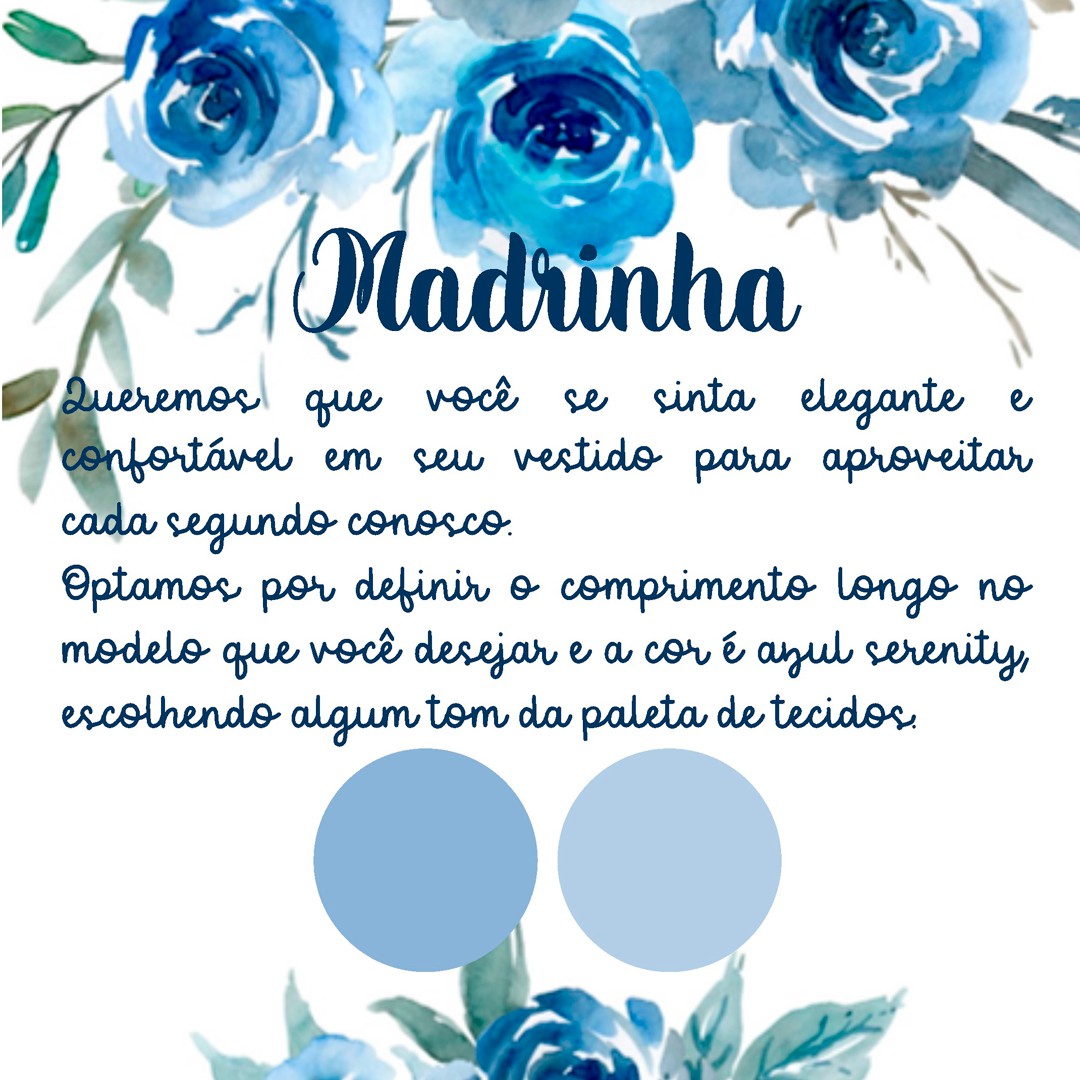 Madrinha
Queremos que você se sinta elegante e
confortável em seu vestido para aproveitar
cada segundo conosco.
Optamos por definir o comprimento longo no
modelo que você desejar e a cor é azul serenity,
escolhendo algum tom da paleta de tecidos.